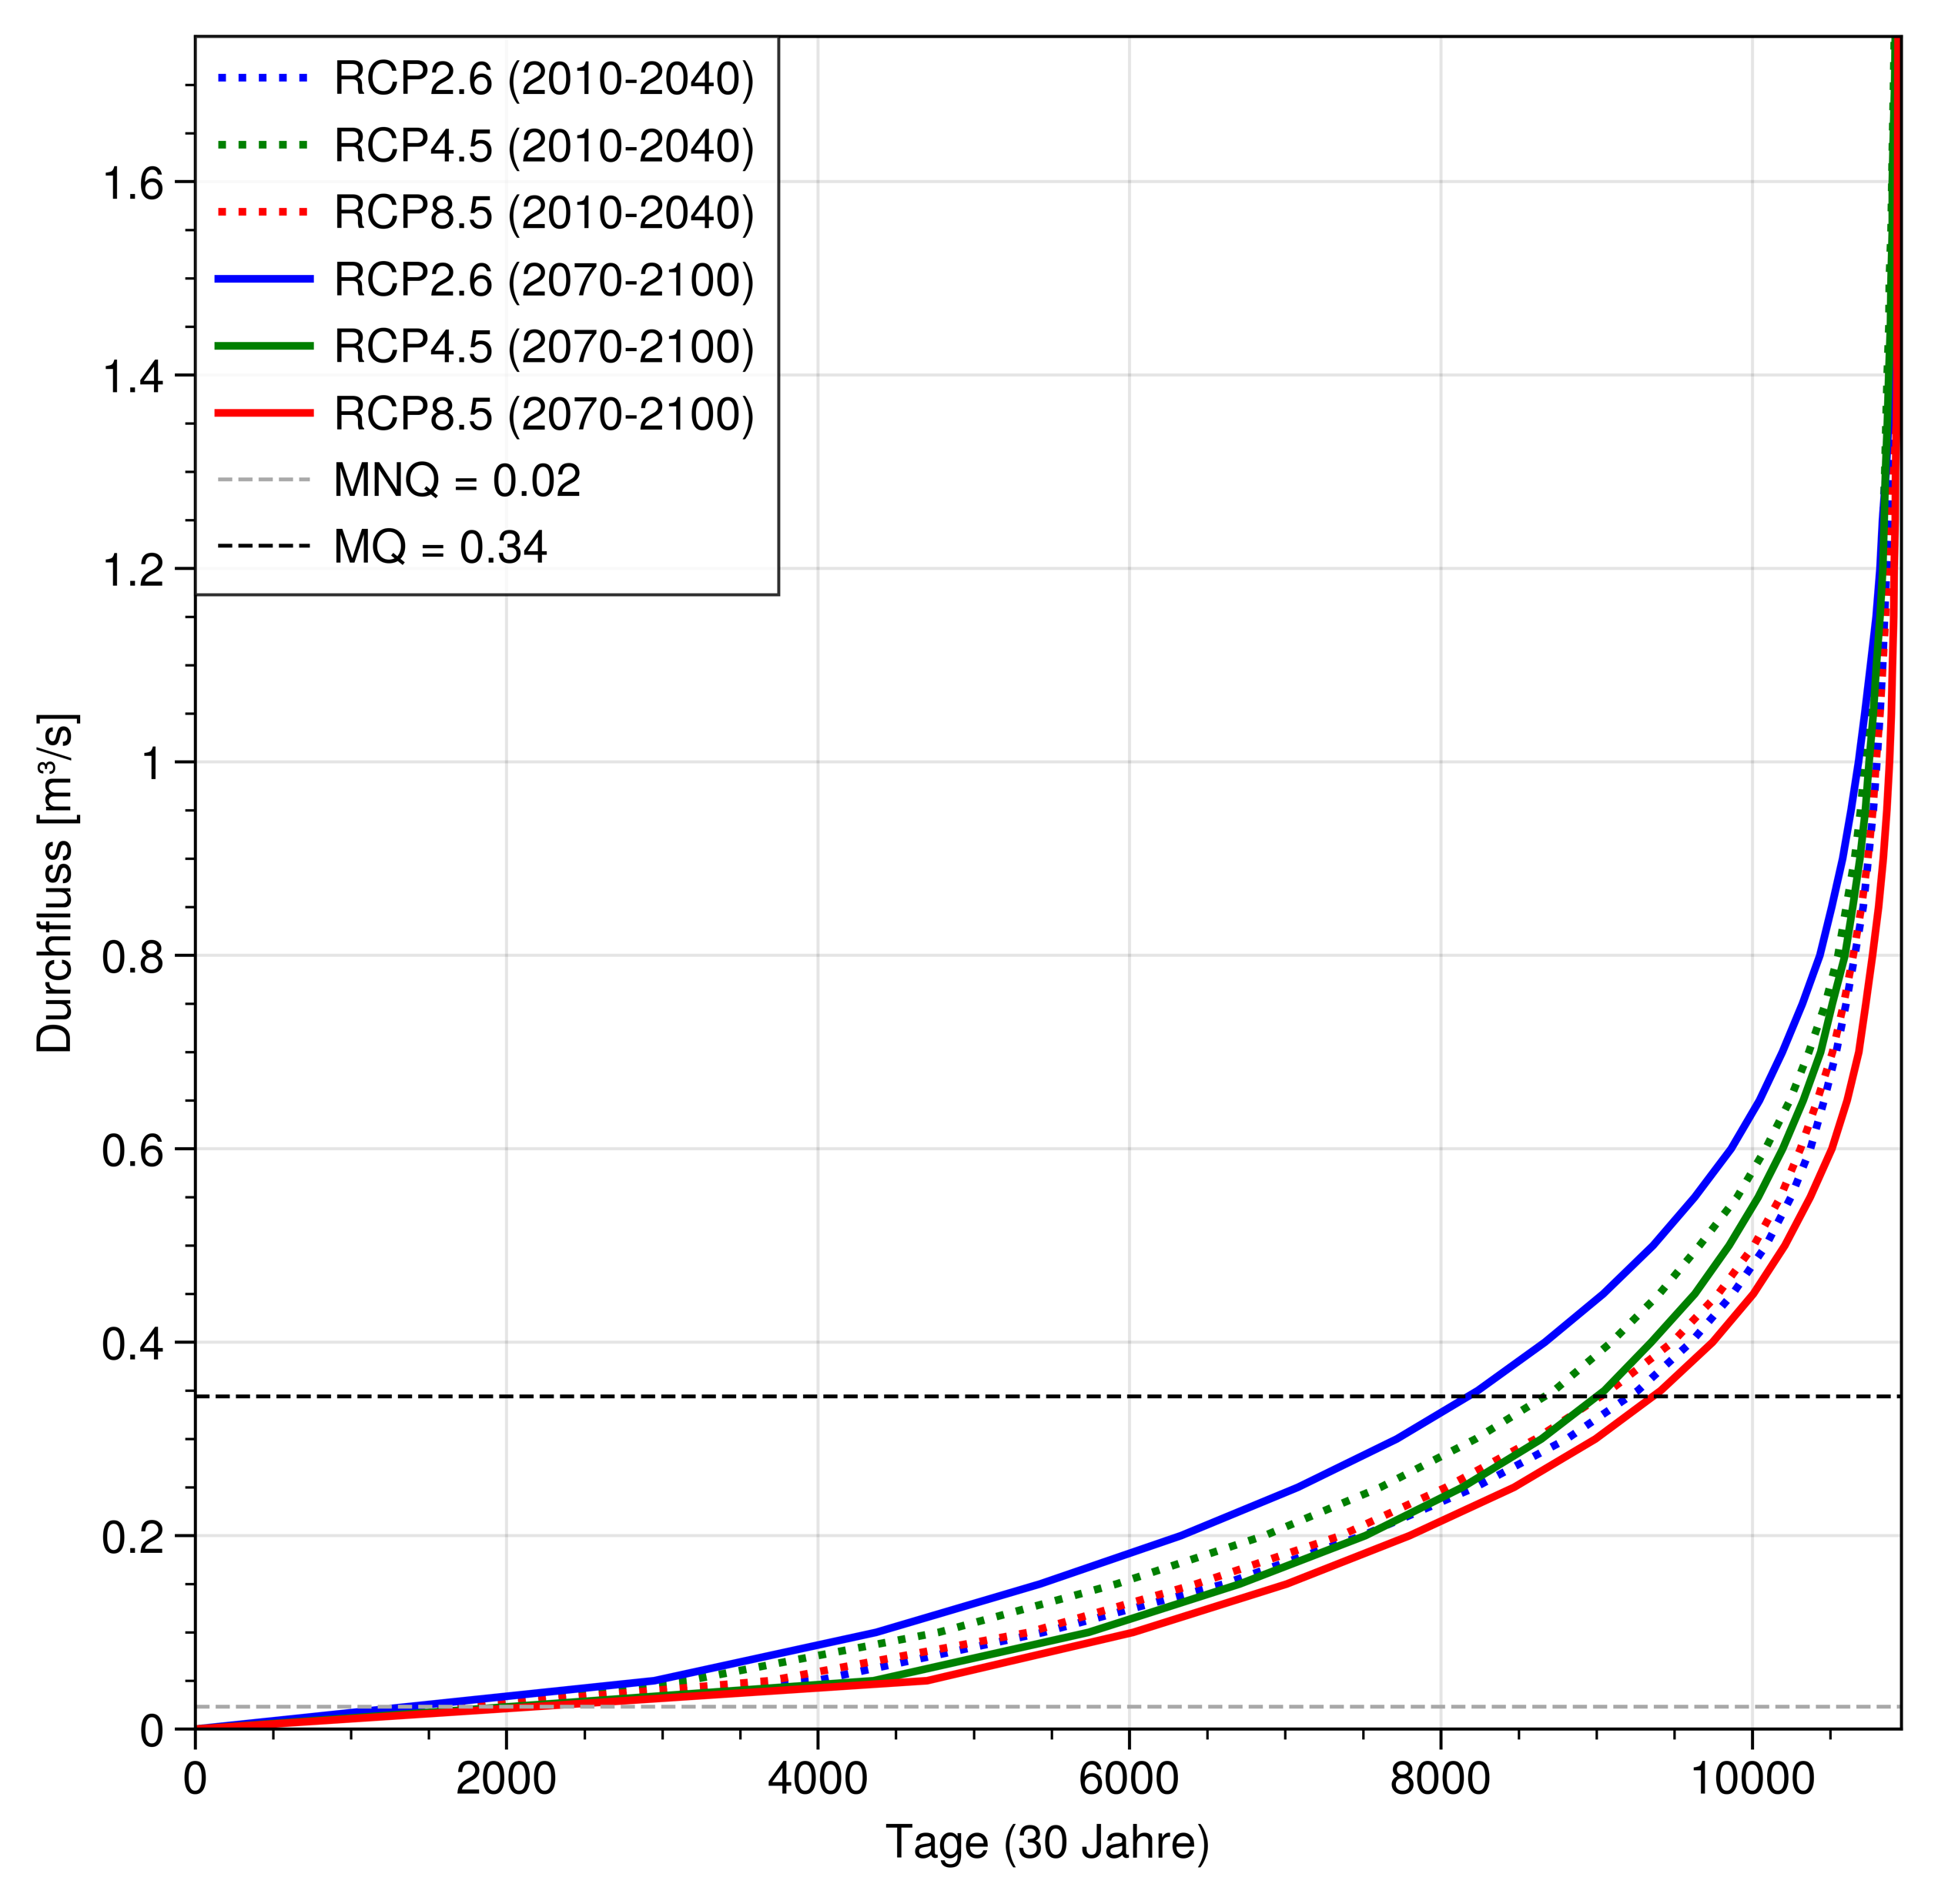 RCP2.6 (2010-2040)
RCP4.5 (2010-2040)
RCP8.5 (2010-2040)
RCP2.6 (2070-2100)
RCP4.5 (2070-2100)
RCP8.5 (2070-2100)
MNQ = 0.02
MQ = 0.34
1.6
1.4
1.2
1
0.8
0.6
0.4
0.2
0
Durchfluss [m³/s]
0 2000 4000 6000 8000 10000
Tage (30 Jahre)